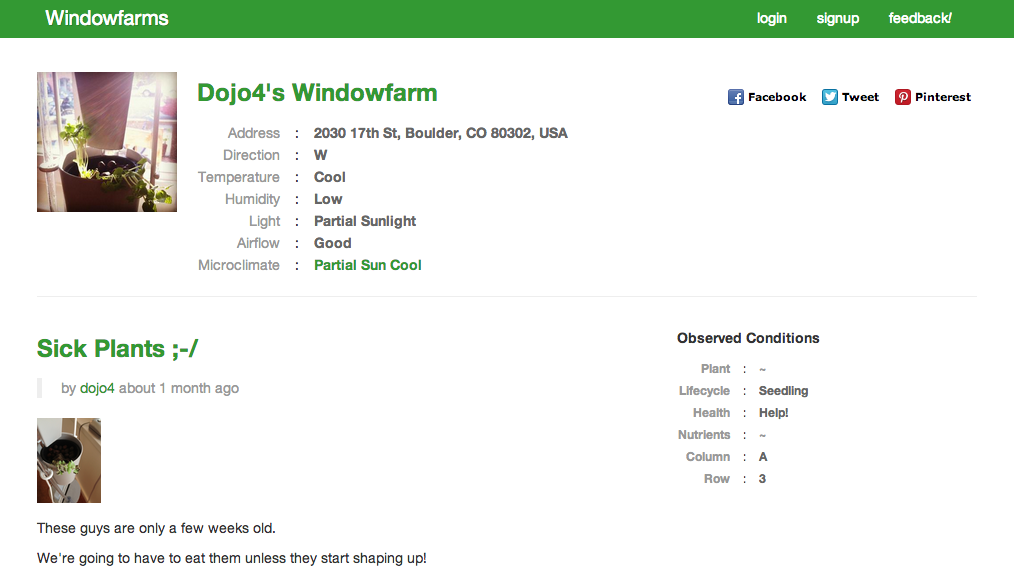 Windowfarms login signup feedback/
Dojo4's Windowfarm
Facebook Tweet Pinterest
Address : 2030 17th St, Boulder, CO 80302, USA
Direction : W
Temperature : Cool
Humidity : Low
Light : Partial Sunlight
Airflow : Good
Microclimate : Partial Sun Cool
Sick Plants ;-/
by dojo4 about 1 month ago
These guys are only a few weeks old.
We're going to have to eat them unless they start shaping up!
Observed Conditions
Plant : ~
Lifecycle : Seedling
Health : Help!
Nutrients : ~
Column : A
Row : 3